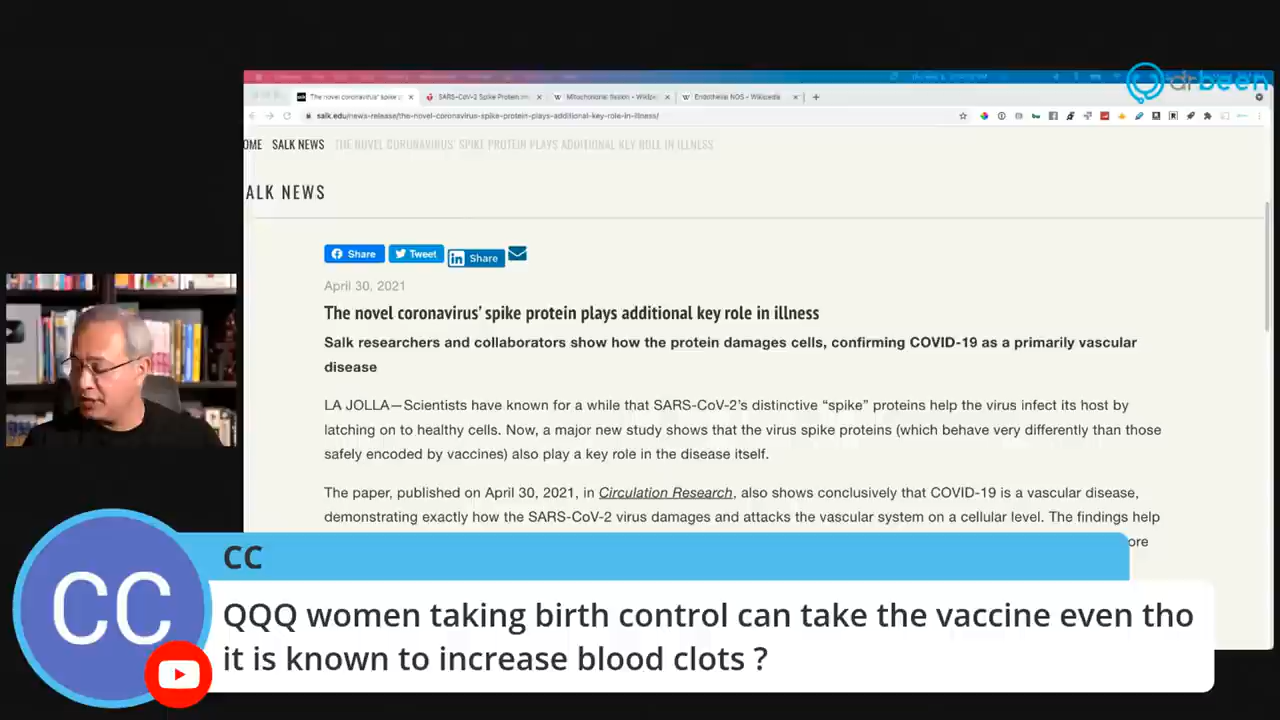 drbeen
The novel coronavirus' spike p
SARS-CoV-2 Spike Protein Im
Mitochondrial fission - Wikipe
Endothelial NOS - Wikipedia
salk.edu/news-release/the-novel-coronavirus-spike-protein-plays-additional-key-role-in-illness/
OME SALK NEWS THE NOVEL CORONAVIRUS' SPIKE PROTEIN PLAYS ADDITIONAL KEY ROLE IN ILLNESS
ALK NEWS
Share Tweet Share
April 30, 2021
The novel coronavirus' spike protein plays additional key role in illness
Salk researchers and collaborators show how the protein damages cells, confirming COVID-19 as a primarily vascular
disease
LA JOLLA—Scientists have known for a while that SARS-CoV-2's distinctive “spike” proteins help the virus infect its host by
latching on to healthy cells. Now, a major new study shows that the virus spike proteins (which behave very differently than those
safely encoded by vaccines) also play a key role in the disease itself.
The paper, published on April 30, 2021, in Circulation Research, also shows conclusively that COVID-19 is a vascular disease,
demonstrating exactly how the SARS-CoV-2 virus damages and attacks the vascular system on a cellular level. The findings help
ore
CC
CC
QQQ women taking birth control can take the vaccine even tho
it is known to increase blood clots ?